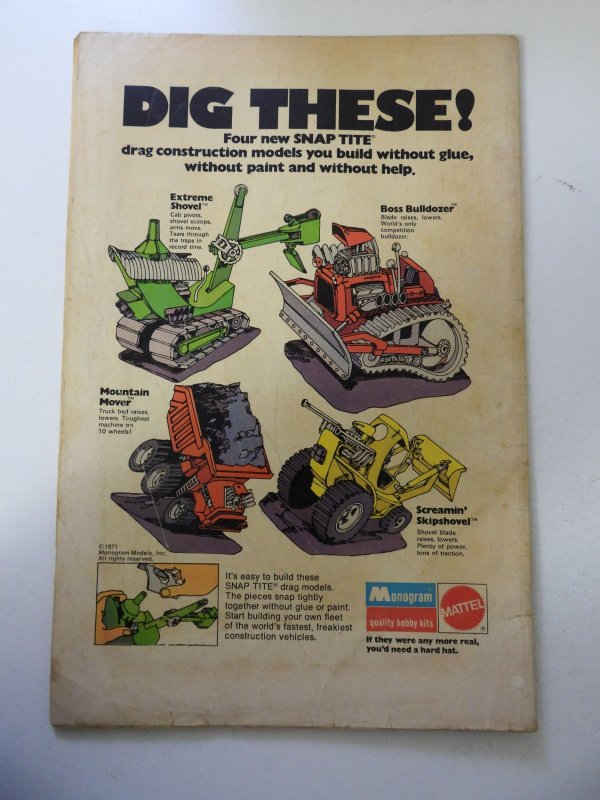 DIG THESE!
Four new SNAP TITE®
drag construction models you build without glue,
without paint and without help.
Extreme
Shovel™
Cab pivots,
shovel scoops,
arms move.
Tears through
the traps in
record time.
Boss Bulldozer™
Blade raises, lowers.
World's only
competition
bulldozer.
Mountain
Mover™
Truck bed raises,
lowers. Toughest
machine on
10 wheels!
Screamin'
Skipshovel™
Shovel blade
raises, lowers.
Plenty of power,
tons of traction.
©1971
Monogram Models, Inc.
All rights reserved.
It's easy to build these
SNAP TITE® drag models.
The pieces snap tightly
together without glue or paint.
Start building your own fleet
of the world's fastest, freakiest
construction vehicles.
Monogram
quality hobby kits
MATTEL
®
If they were any more real,
you'd need a hard hat.